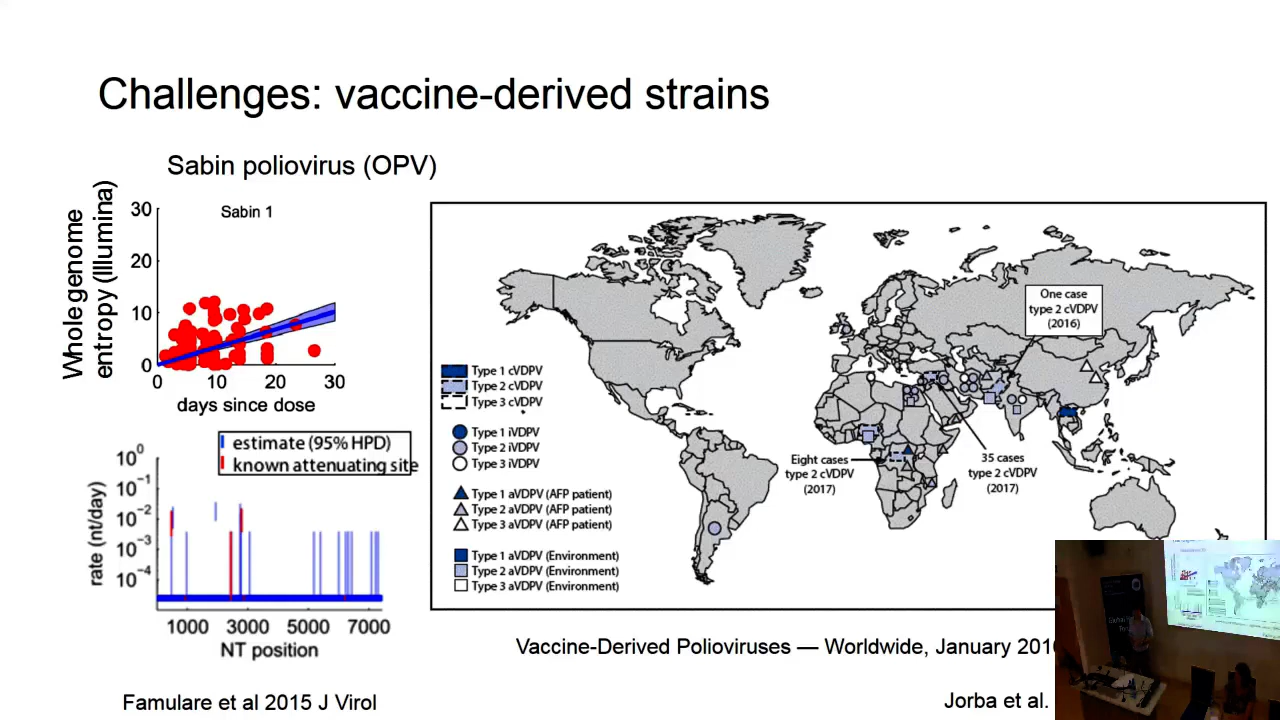 Challenges: vaccine-derived strains
Sabin poliovirus (OPV)
Whole genome
entropy (Illumina)
Sabin 1
30
20
10
0
0 10 20 30
days since dose
estimate (95% HPD)
known attenuating site
rate (nt/day)
10⁰
10⁻¹
10⁻²
10⁻³
10⁻⁴
1000 3000 5000 7000
NT position
Famulare et al 2015 J Virol
Type 1 cVDPV
Type 2 cVDPV
Type 3 cVDPV
Type 1 iVDPV
Type 2 iVDPV
Type 3 iVDPV
Type 1 aVDPV (AFP patient)
Type 2 aVDPV (AFP patient)
Type 3 aVDPV (AFP patient)
Type 1 aVDPV (Environment)
Type 2 aVDPV (Environment)
Type 3 aVDPV (Environment)
One case
type 2 cVDPV
(2016)
Eight cases
type 2 cVDPV
(2017)
35 cases
type 2 cVDPV
(2017)
Vaccine-Derived Polioviruses — Worldwide, January 201
Jorba et al.